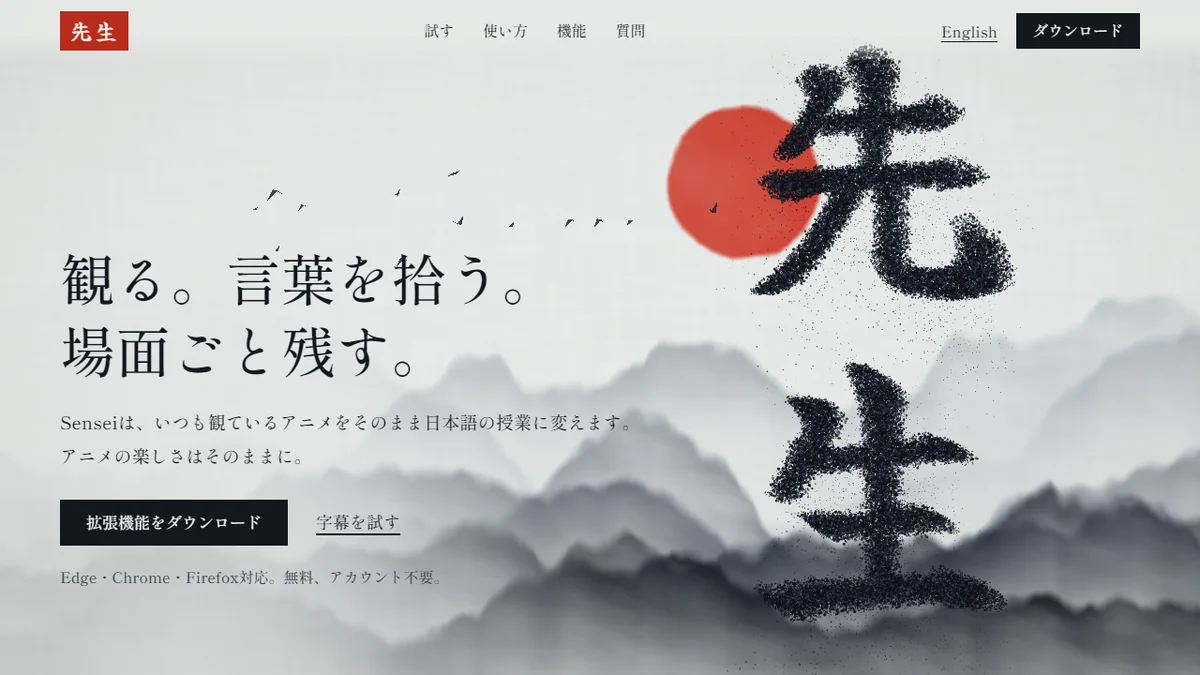 先生
試す 使い方 機能 質問
English
ダウンロード
先生
観る。言葉を拾う。
場面ごと残す。
Senseiは、いつも観ているアニメをそのまま日本語の授業に変えます。
アニメの楽しさはそのままに。
拡張機能をダウンロード
字幕を試す
Edge・Chrome・Firefox対応。無料、アカウント不要。